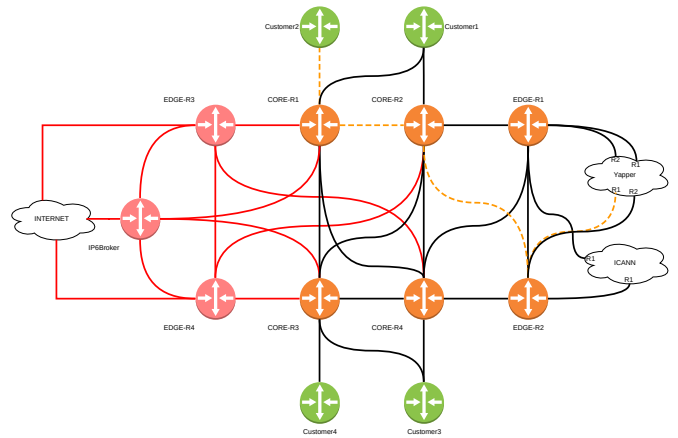 Customer2
Customer1
EDGE-R3
CORE-R1
CORE-R2
EDGE-R1
R2
R1
Yapper
R1
R2
INTERNET
IP6Broker
R1
ICANN
R1
EDGE-R4
CORE-R3
CORE-R4
EDGE-R2
Customer4
Customer3